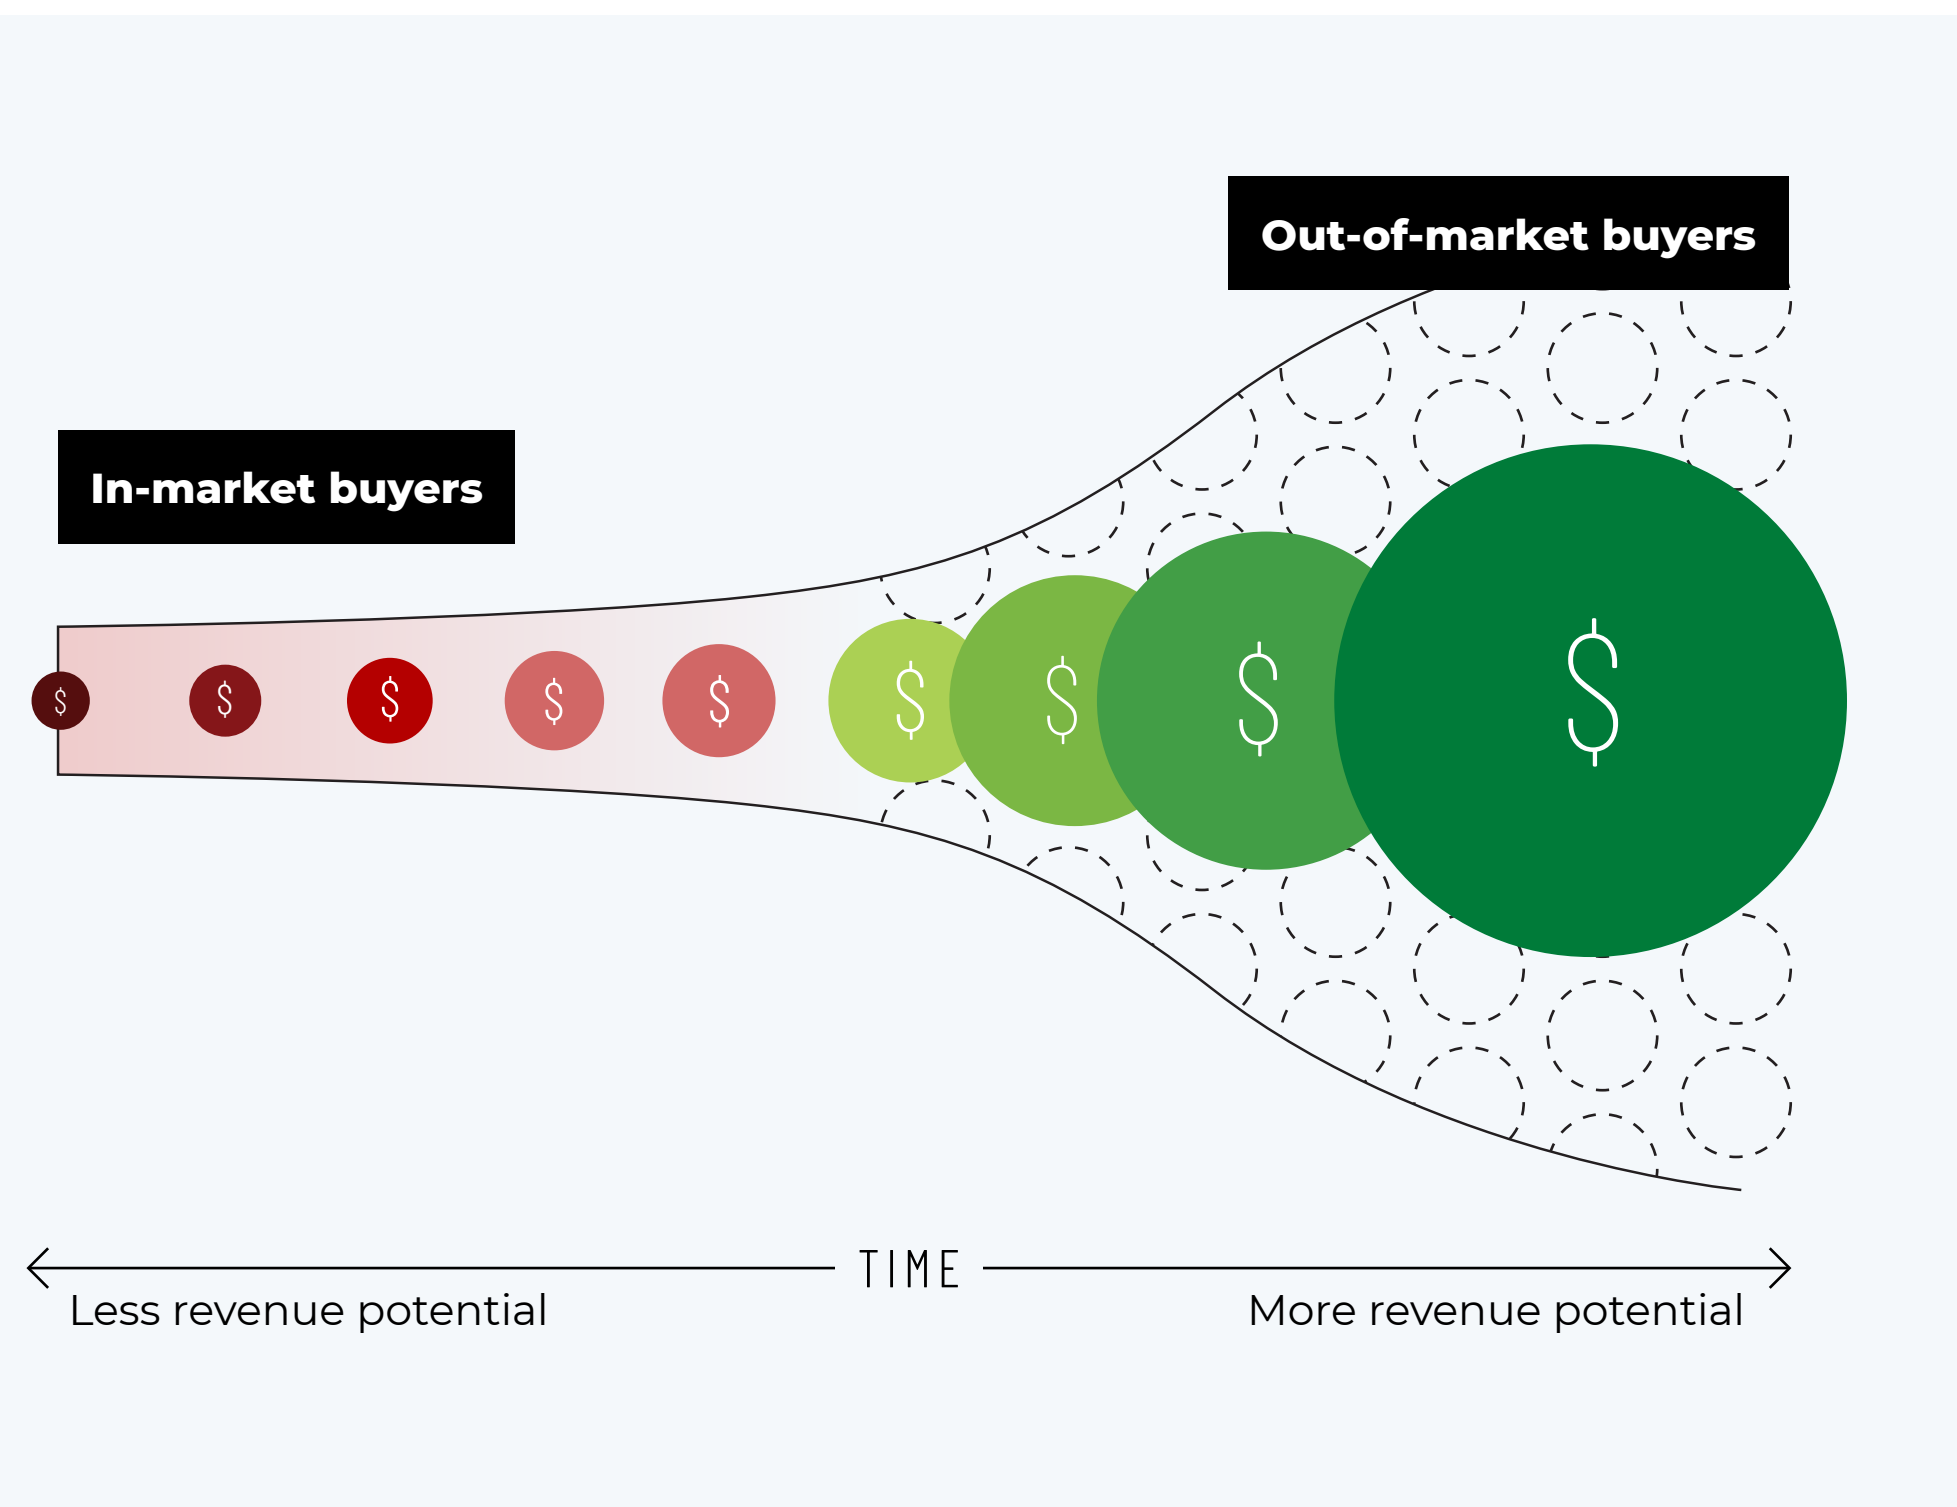 Out-of-market buyers
In-market buyers
$ $ $ $ $ $ $ $ $
TIME
Less revenue potential
More revenue potential